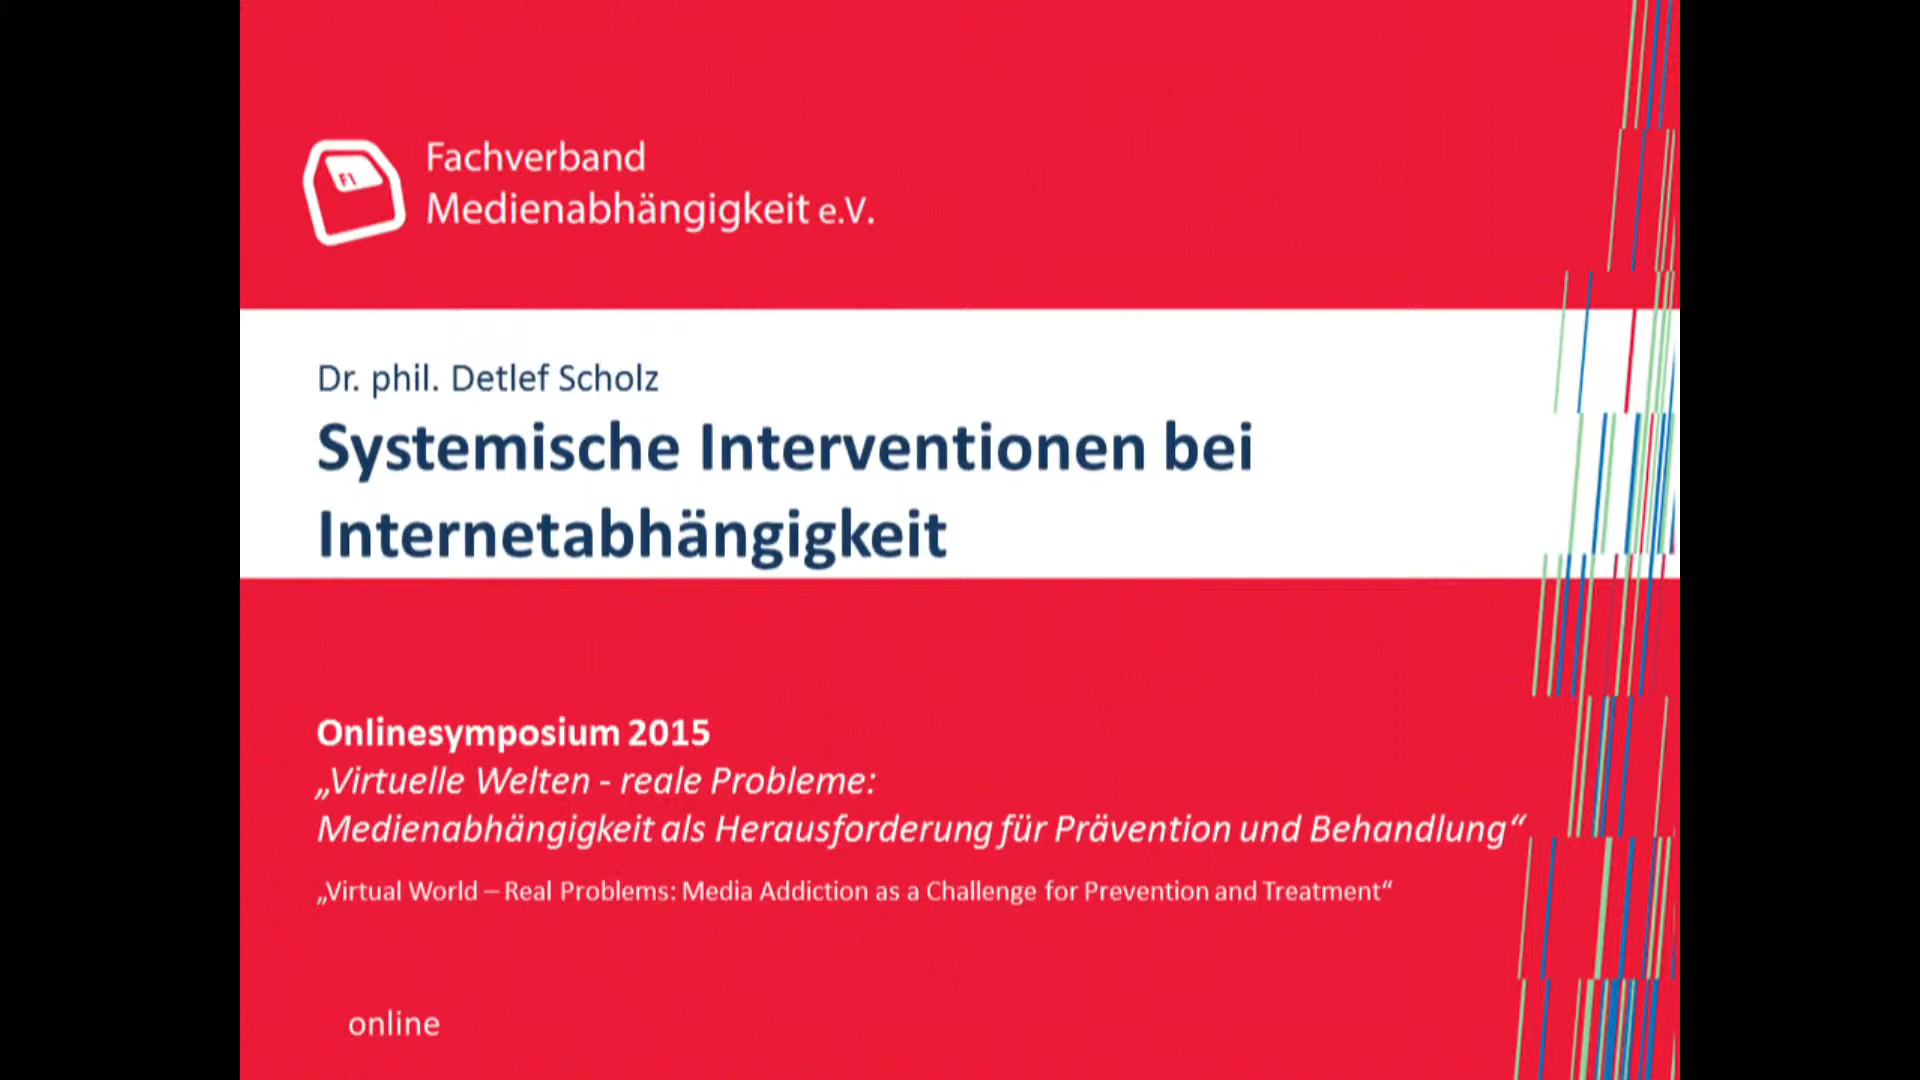 F1
Fachverband
Medienabhängigkeit e.V.
Dr. phil. Detlef Scholz
Systemische Interventionen bei
Internetabhängigkeit
Onlinesymposium 2015
„Virtuelle Welten - reale Probleme:
Medienabhängigkeit als Herausforderung für Prävention und Behandlung“
„Virtual World – Real Problems: Media Addiction as a Challenge for Prevention and Treatment“
online